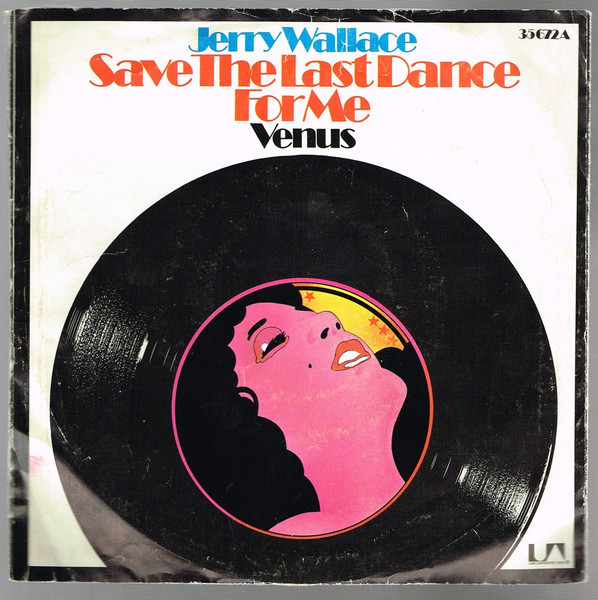 Jerry Wallace
35672A
Save The Last Dance
For Me
Venus
UA